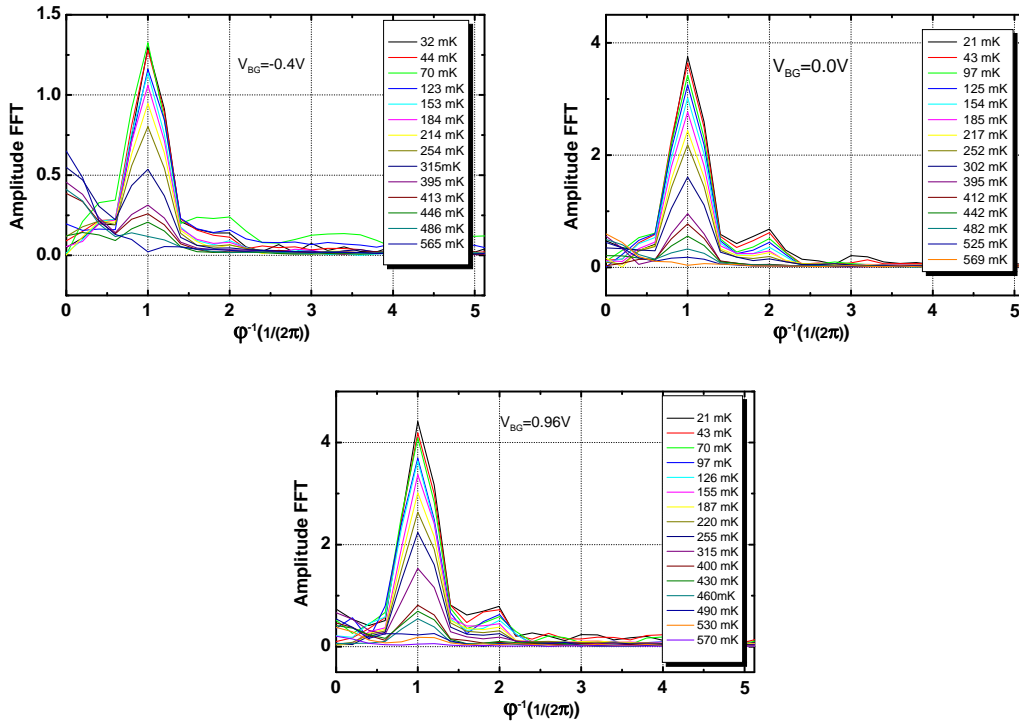 1.5
1.0
0.5
0.0
Amplitude FFT
V_BG=-0.4V
32 mK
44 mK
70 mK
123 mK
153 mK
184 mK
214 mK
254 mK
315mK
395 mK
413 mK
446 mK
486 mK
565 mK
0 1 2 3 4 5
φ⁻¹(1/(2π))
4
2
0
Amplitude FFT
V_BG=0.0V
21 mK
43 mK
97 mK
125 mK
154 mK
185 mK
217 mK
252 mK
302 mK
395 mK
412 mK
442 mK
482 mK
525 mK
569 mK
0 1 2 3 4 5
φ⁻¹(1/(2π))
4
2
0
Amplitude FFT
V_BG=0.96V
21 mK
43 mK
70 mK
97 mK
126 mK
155 mK
187 mK
220 mK
255 mK
315 mK
400 mK
430 mK
460mK
490 mK
530 mK
570 mK
0 1 2 3 4 5
φ⁻¹(1/(2π))